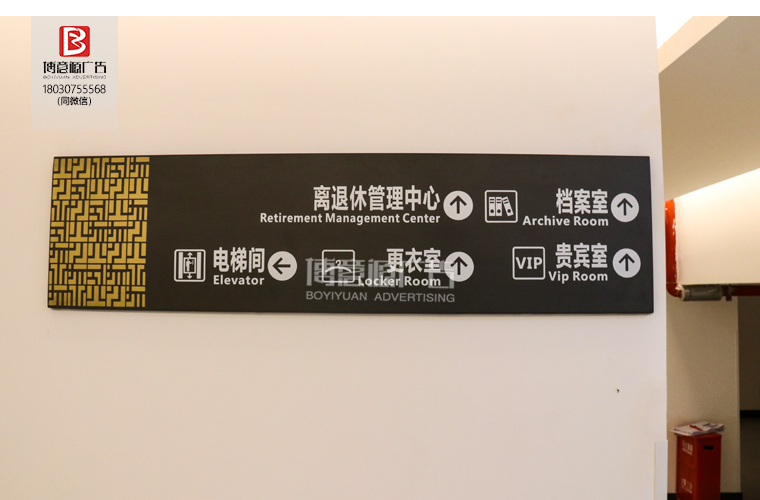 博意源广告
BOYIYUAN ADVERTISING
18030755568
(同微信)
离退休管理中心
Retirement Management Center
档案室
Archive Room
电梯间
Elevator
更衣室
Locker Room
VIP
贵宾室
Vip Room
博意源广告
BOYIYUAN ADVERTISING